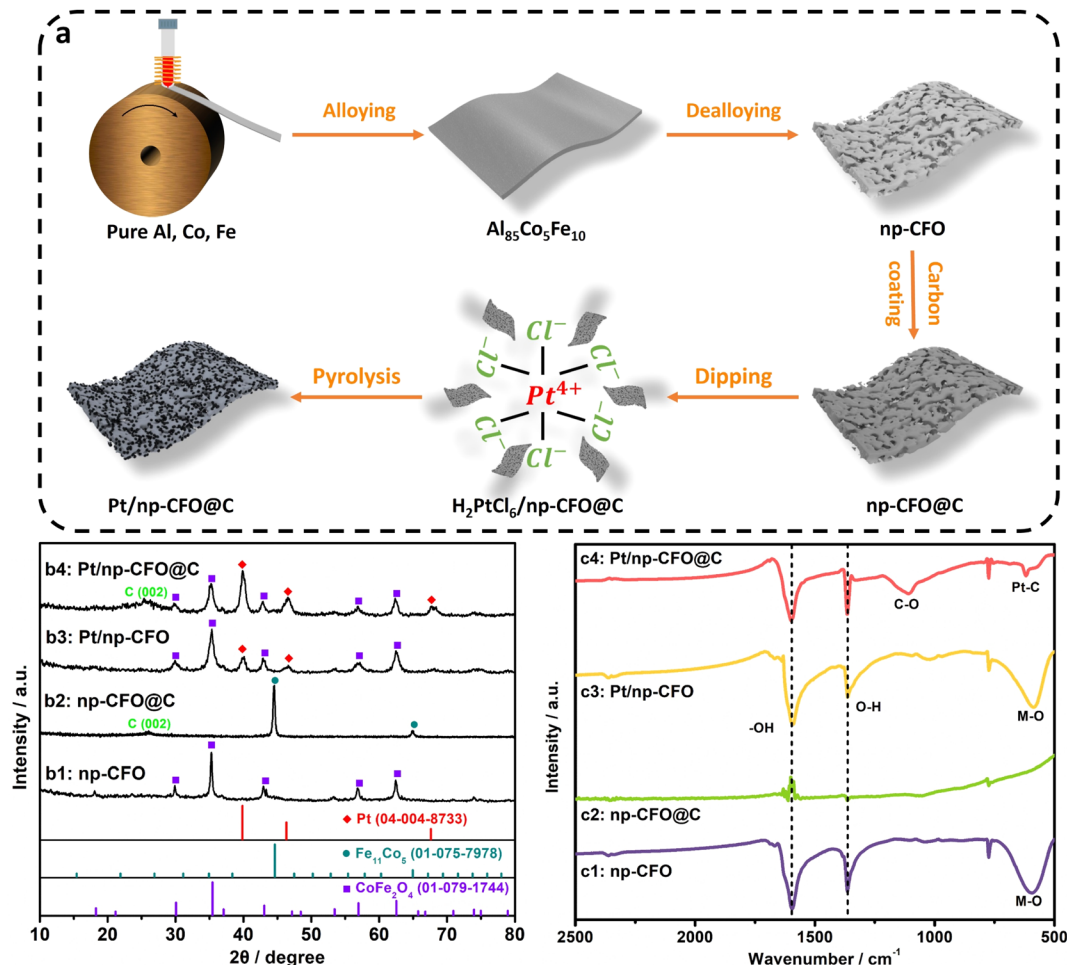 a
Alloying
Dealloying
Pure Al, Co, Fe
Al₈₅Co₅Fe₁₀
np-CFO
Carbon
coating
Cl⁻
Cl⁻
Cl⁻
Pyrolysis
Pt⁴⁺
Dipping
Cl⁻
Cl⁻
Cl⁻
Pt/np-CFO@C
H₂PtCl₆/np-CFO@C
np-CFO@C
b4: Pt/np-CFO@C
C (002)
b3: Pt/np-CFO
b2: np-CFO@C
C (002)
b1: np-CFO
Pt (04-004-8733)
Fe₁₁Co₅ (01-075-7978)
CoFe₂O₄ (01-079-1744)
Intensity / a.u.
10 20 30 40 50 60 70 80
2θ / degree
c4: Pt/np-CFO@C
C-O
Pt-C
c3: Pt/np-CFO
-OH
O-H
M-O
c2: np-CFO@C
c1: np-CFO
M-O
Intensity / a.u.
2500 2000 1500 1000 500
Wavenumber / cm⁻¹